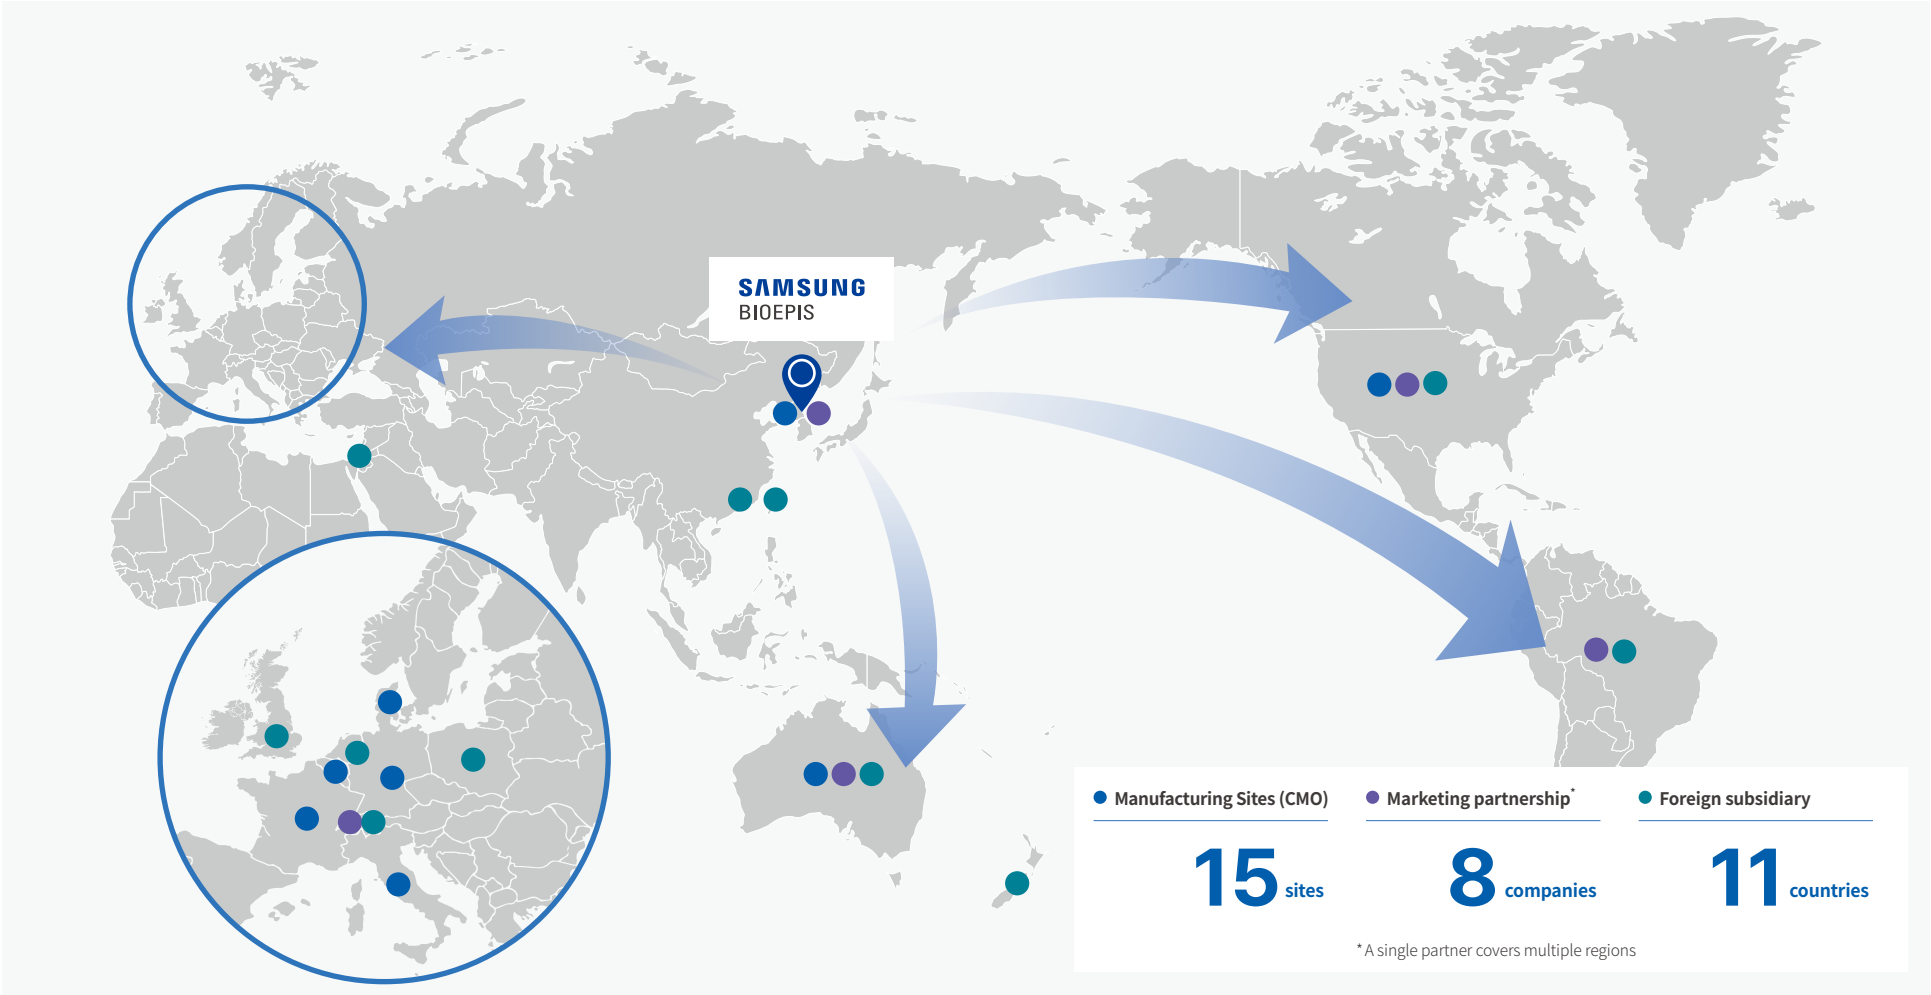 SAMSUNG
BIOEPIS
Manufacturing Sites (CMO)
15 sites
Marketing partnership*
8 companies
Foreign subsidiary
11 countries
* A single partner covers multiple regions